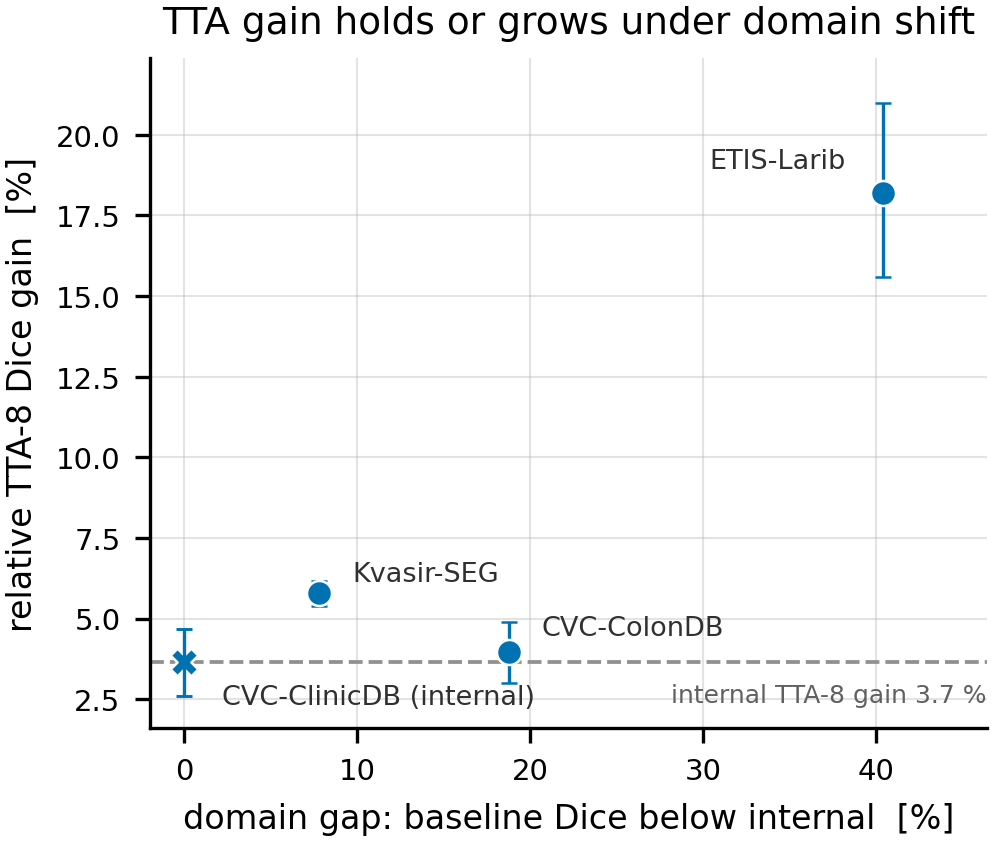 TTA gain holds or grows under domain shift
relative TTA-8 Dice gain [%]
20.0
17.5
15.0
12.5
10.0
7.5
5.0
2.5
ETIS-Larib
Kvasir-SEG
CVC-ColonDB
CVC-ClinicDB (internal)
internal TTA-8 gain 3.7 %
0 10 20 30 40
domain gap: baseline Dice below internal [%]